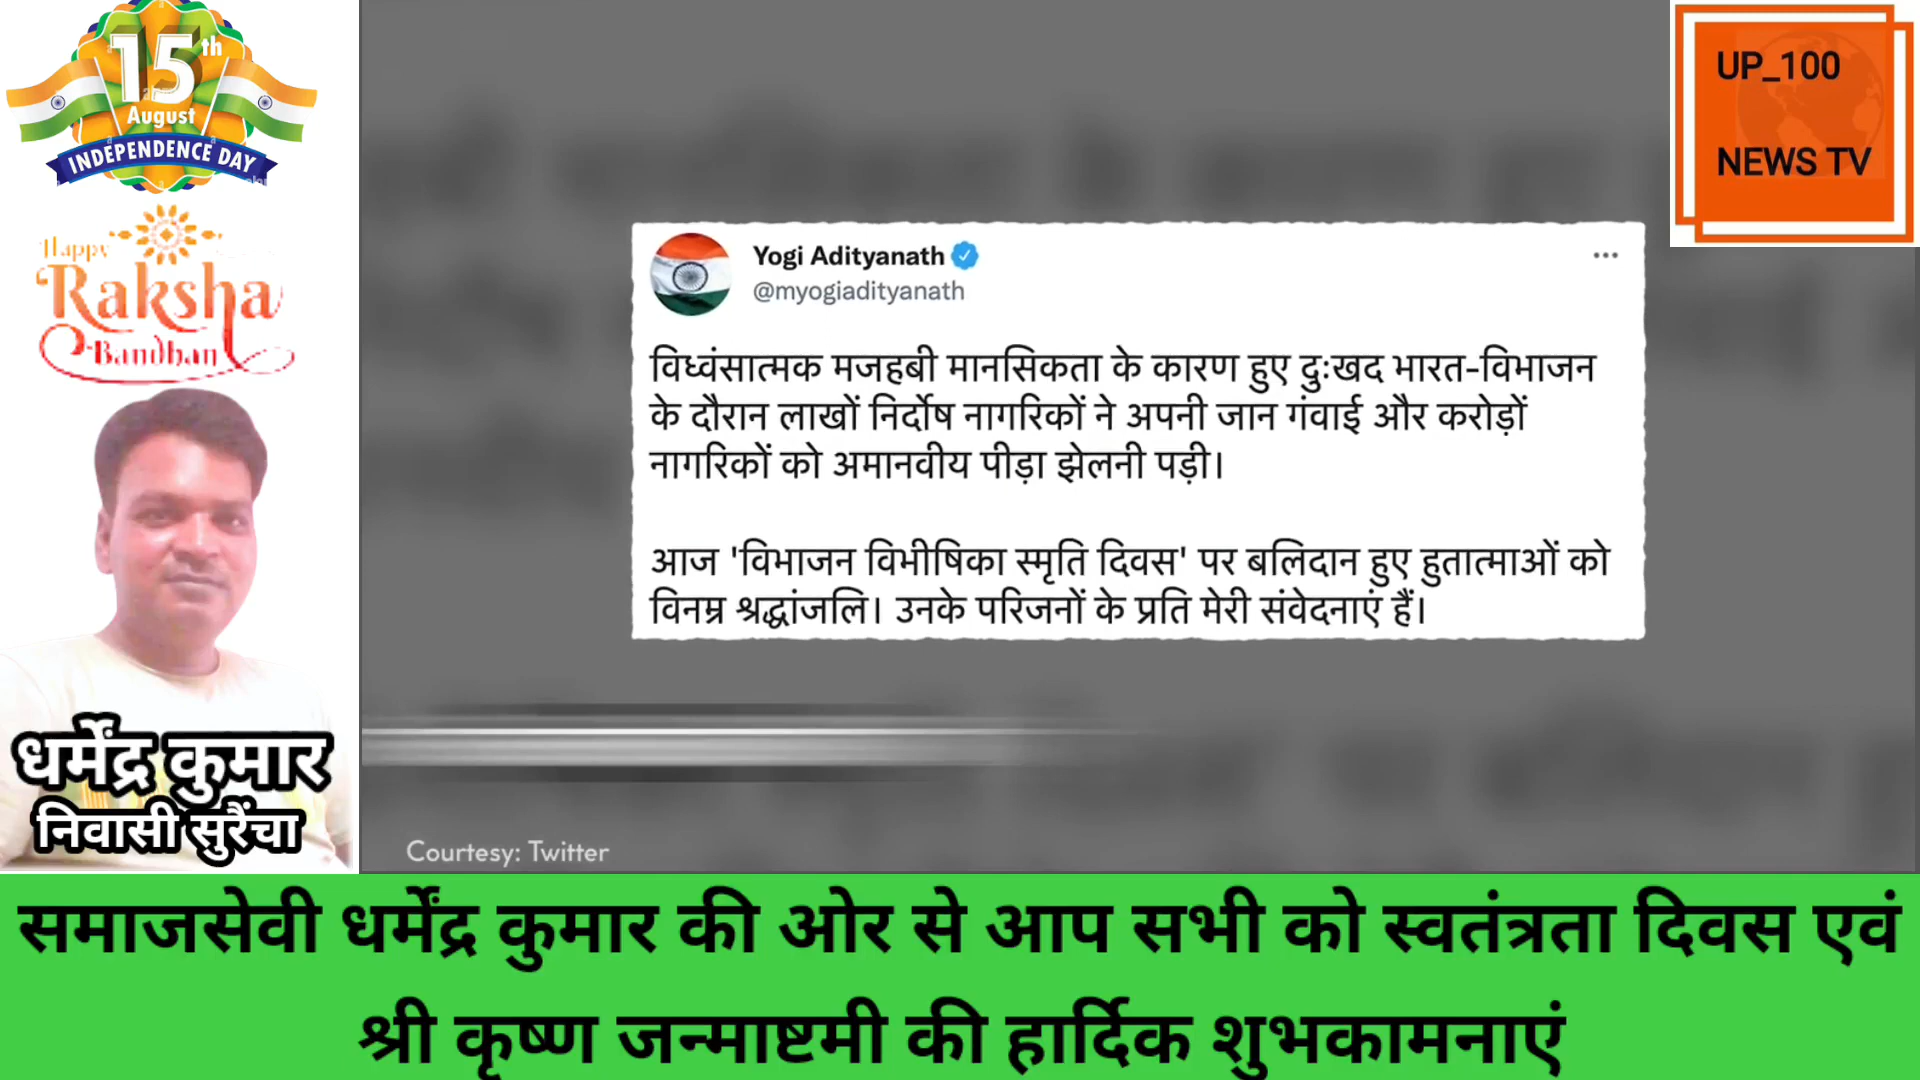 15th
August
INDEPENDENCE DAY
Happy
Raksha
Bandhan
धर्मेंद्र कुमार
निवासी सुरैंचा
UP_100
NEWS TV
Yogi Adityanath
@myogiadityanath
विध्वंसात्मक मजहबी मानसिकता के कारण हुए दुःखद भारत-विभाजन
के दौरान लाखों निर्दोष नागरिकों ने अपनी जान गंवाई और करोड़ों
नागरिकों को अमानवीय पीड़ा झेलनी पड़ी।
आज 'विभाजन विभीषिका स्मृति दिवस' पर बलिदान हुए हुतात्माओं को
विनम्र श्रद्धांजलि। उनके परिजनों के प्रति मेरी संवेदनाएं हैं।
Courtesy: Twitter
समाजसेवी धर्मेंद्र कुमार की ओर से आप सभी को स्वतंत्रता दिवस एवं
श्री कृष्ण जन्माष्टमी की हार्दिक शुभकामनाएं